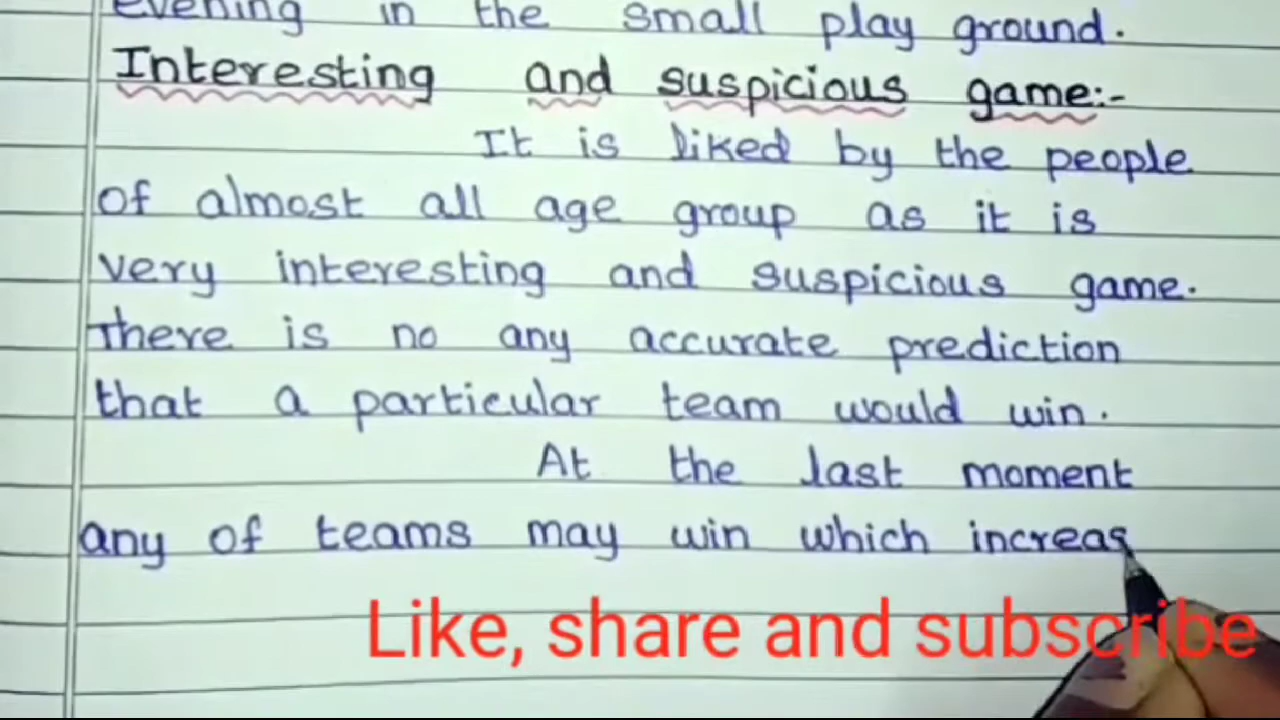 evening in the small play ground.
Interesting and suspicious game:-
It is liked by the people
of almost all age group as it is
very interesting and suspicious game.
There is no any accurate prediction
that a particular team would win.
At the last moment
any of teams may win which increas
Like, share and subscribe